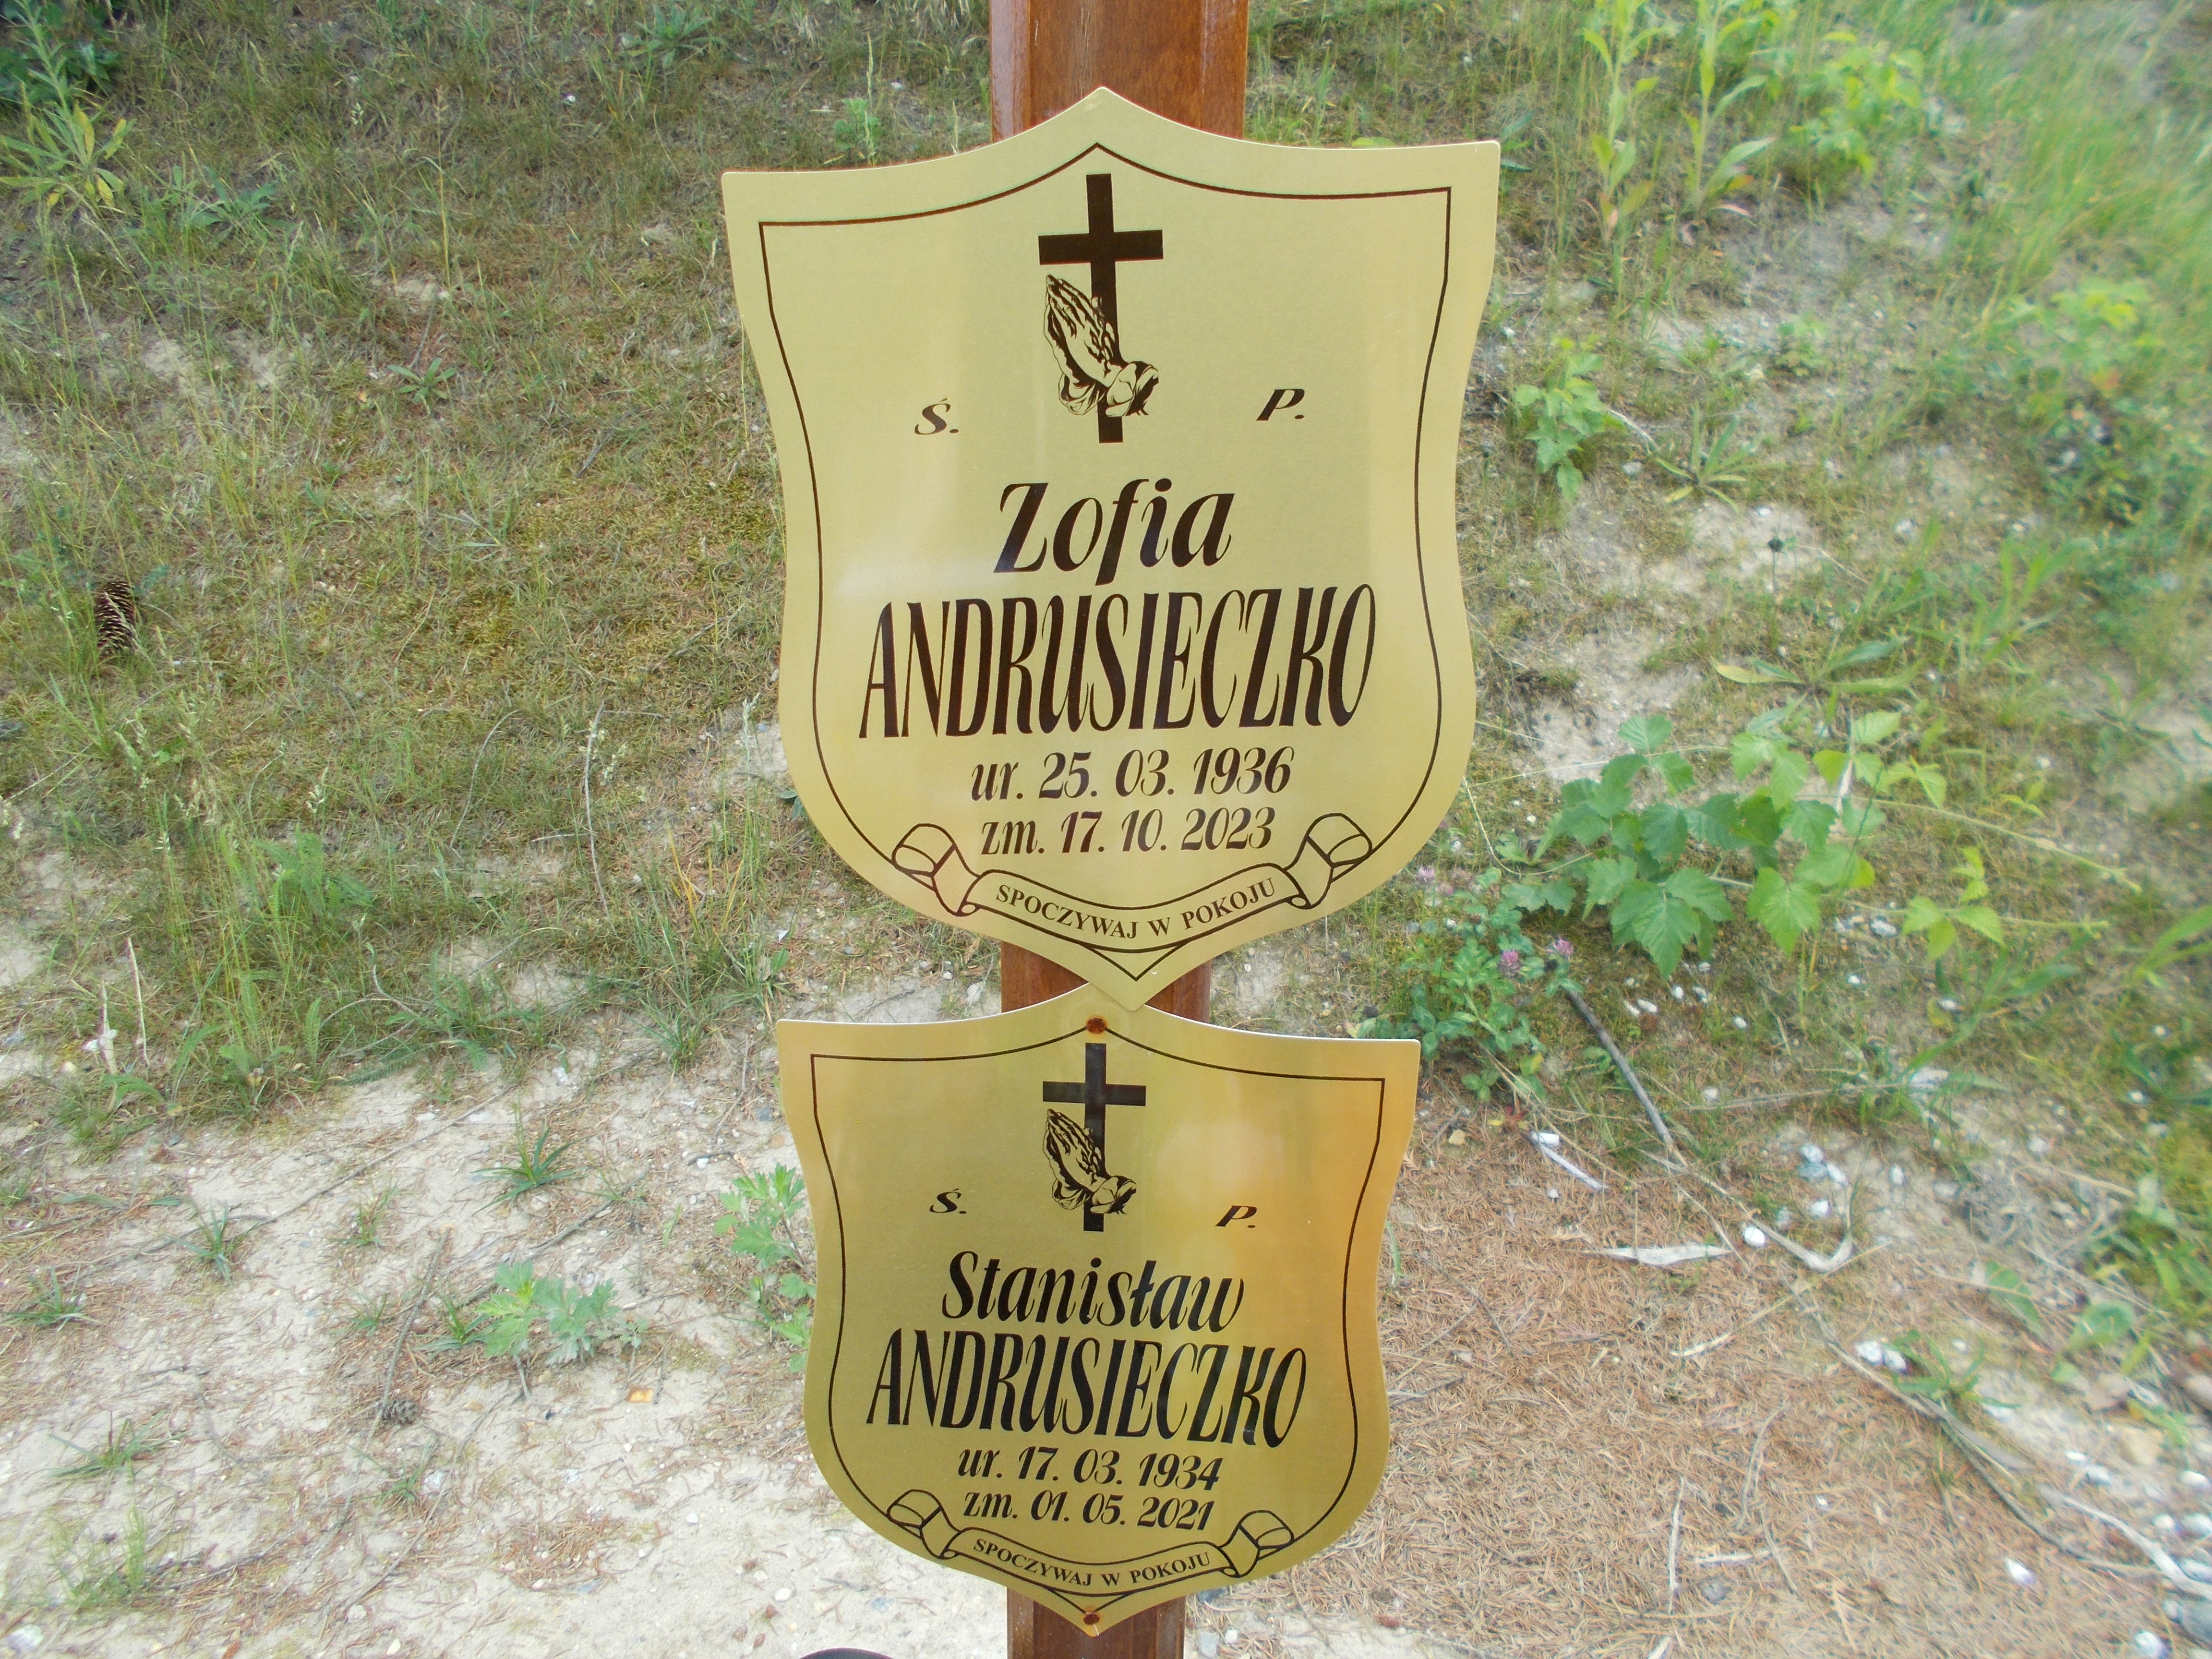 Ś. P.
Zofia
ANDRUSIECZKO
ur. 25. 03. 1936
zm. 17. 10. 2023
SPOCZYWAJ W POKOJU
Ś. P.
Stanisław
ANDRUSIECZKO
ur. 17. 03. 1934
zm. 01. 05. 2021
SPOCZYWAJ W POKOJU